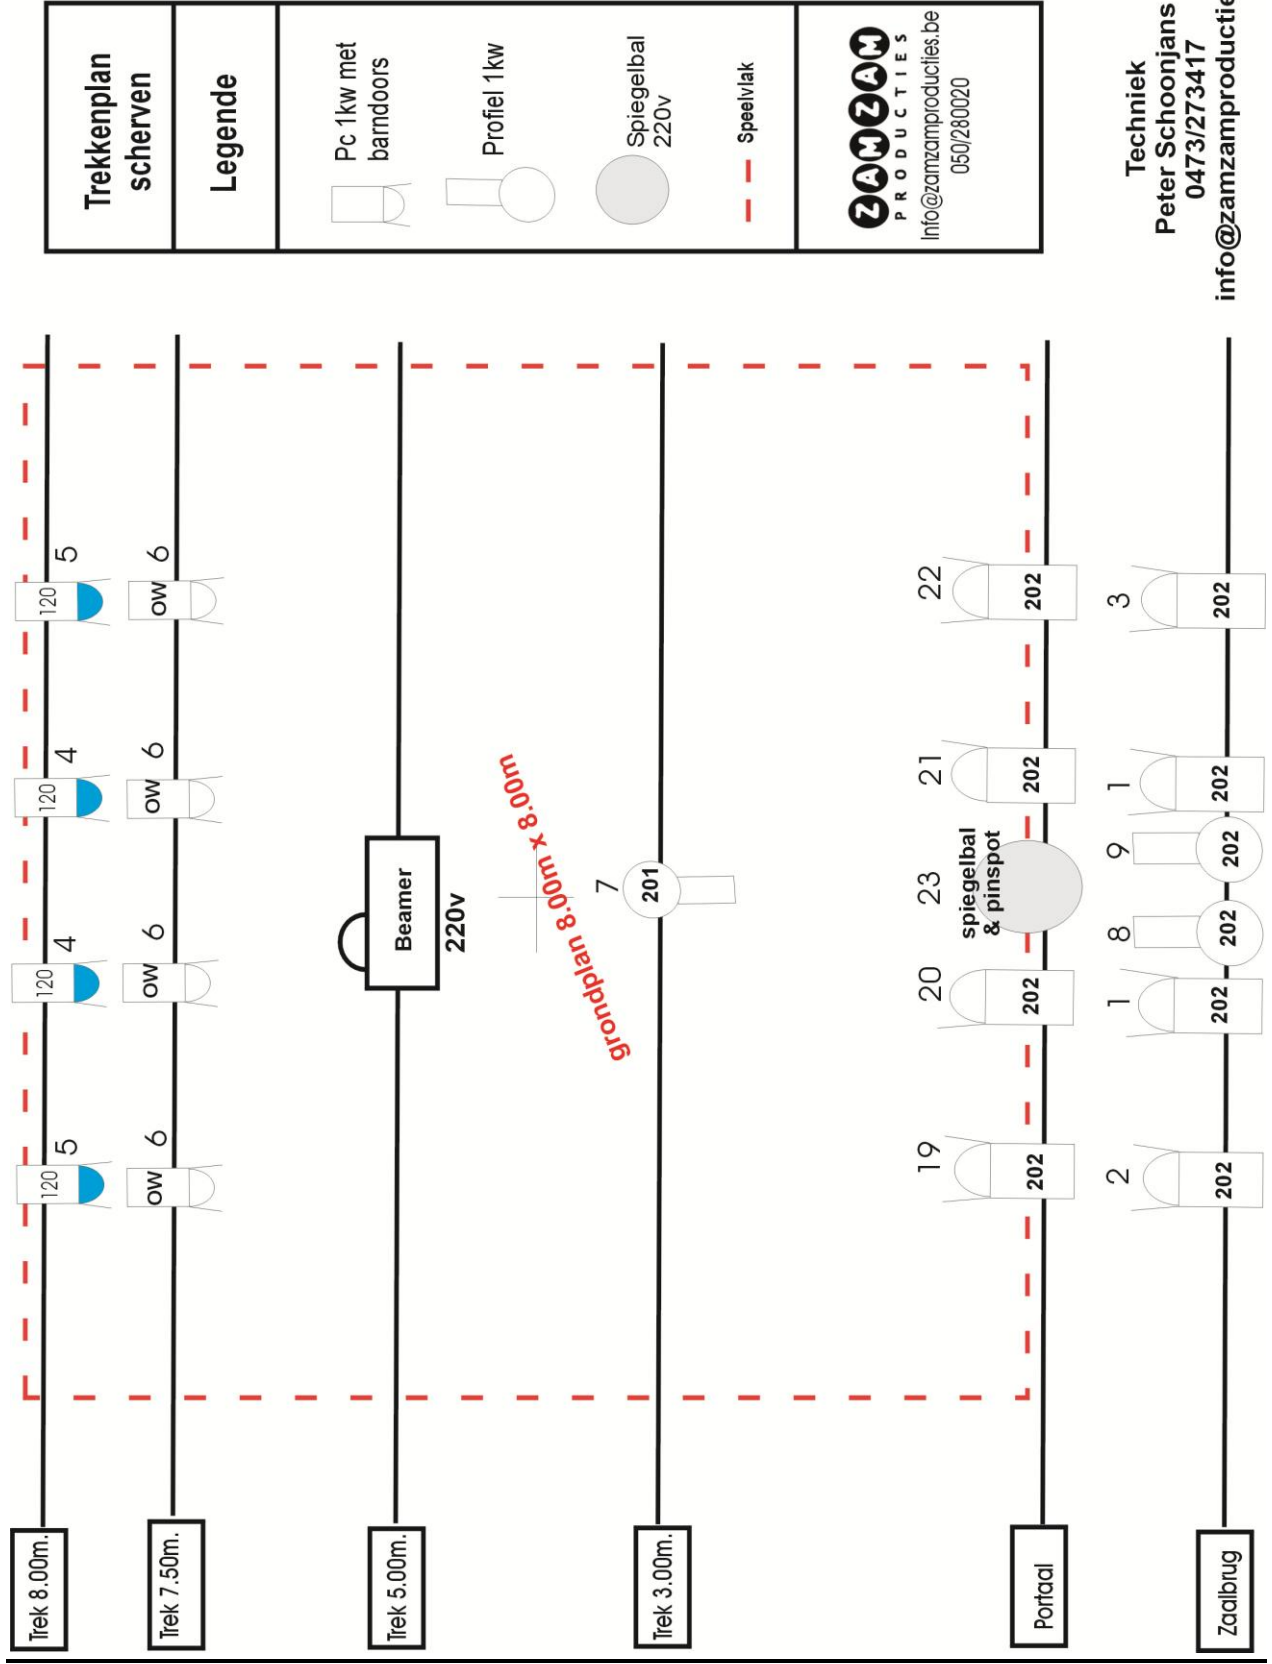 Trekkenplan
scherven
Legende
Pc 1kw met
barndoors
Profiel 1kw
Spiegelbal
220v
Speelvlak
ZAMZAM
PRODUCTIES
Info@zamzamproducties.be
050/280020
Techniek
Peter Schoonjans
0473/2273417
info@zamzamproductie
Trek 8.00m.
120
5
120
4
120
4
120
5
Trek 7.50m.
OW
6
OW
6
OW
6
OW
6
Trek 5.00m.
Beamer
220v
grondplan 8.00m x 8.00m
Trek 3.00m.
7
201
Portaal
19
202
20
202
23
spiegelbal
& pinspot
21
202
22
202
Zaalbrug
2
202
1
202
8
202
9
202
1
202
3
202